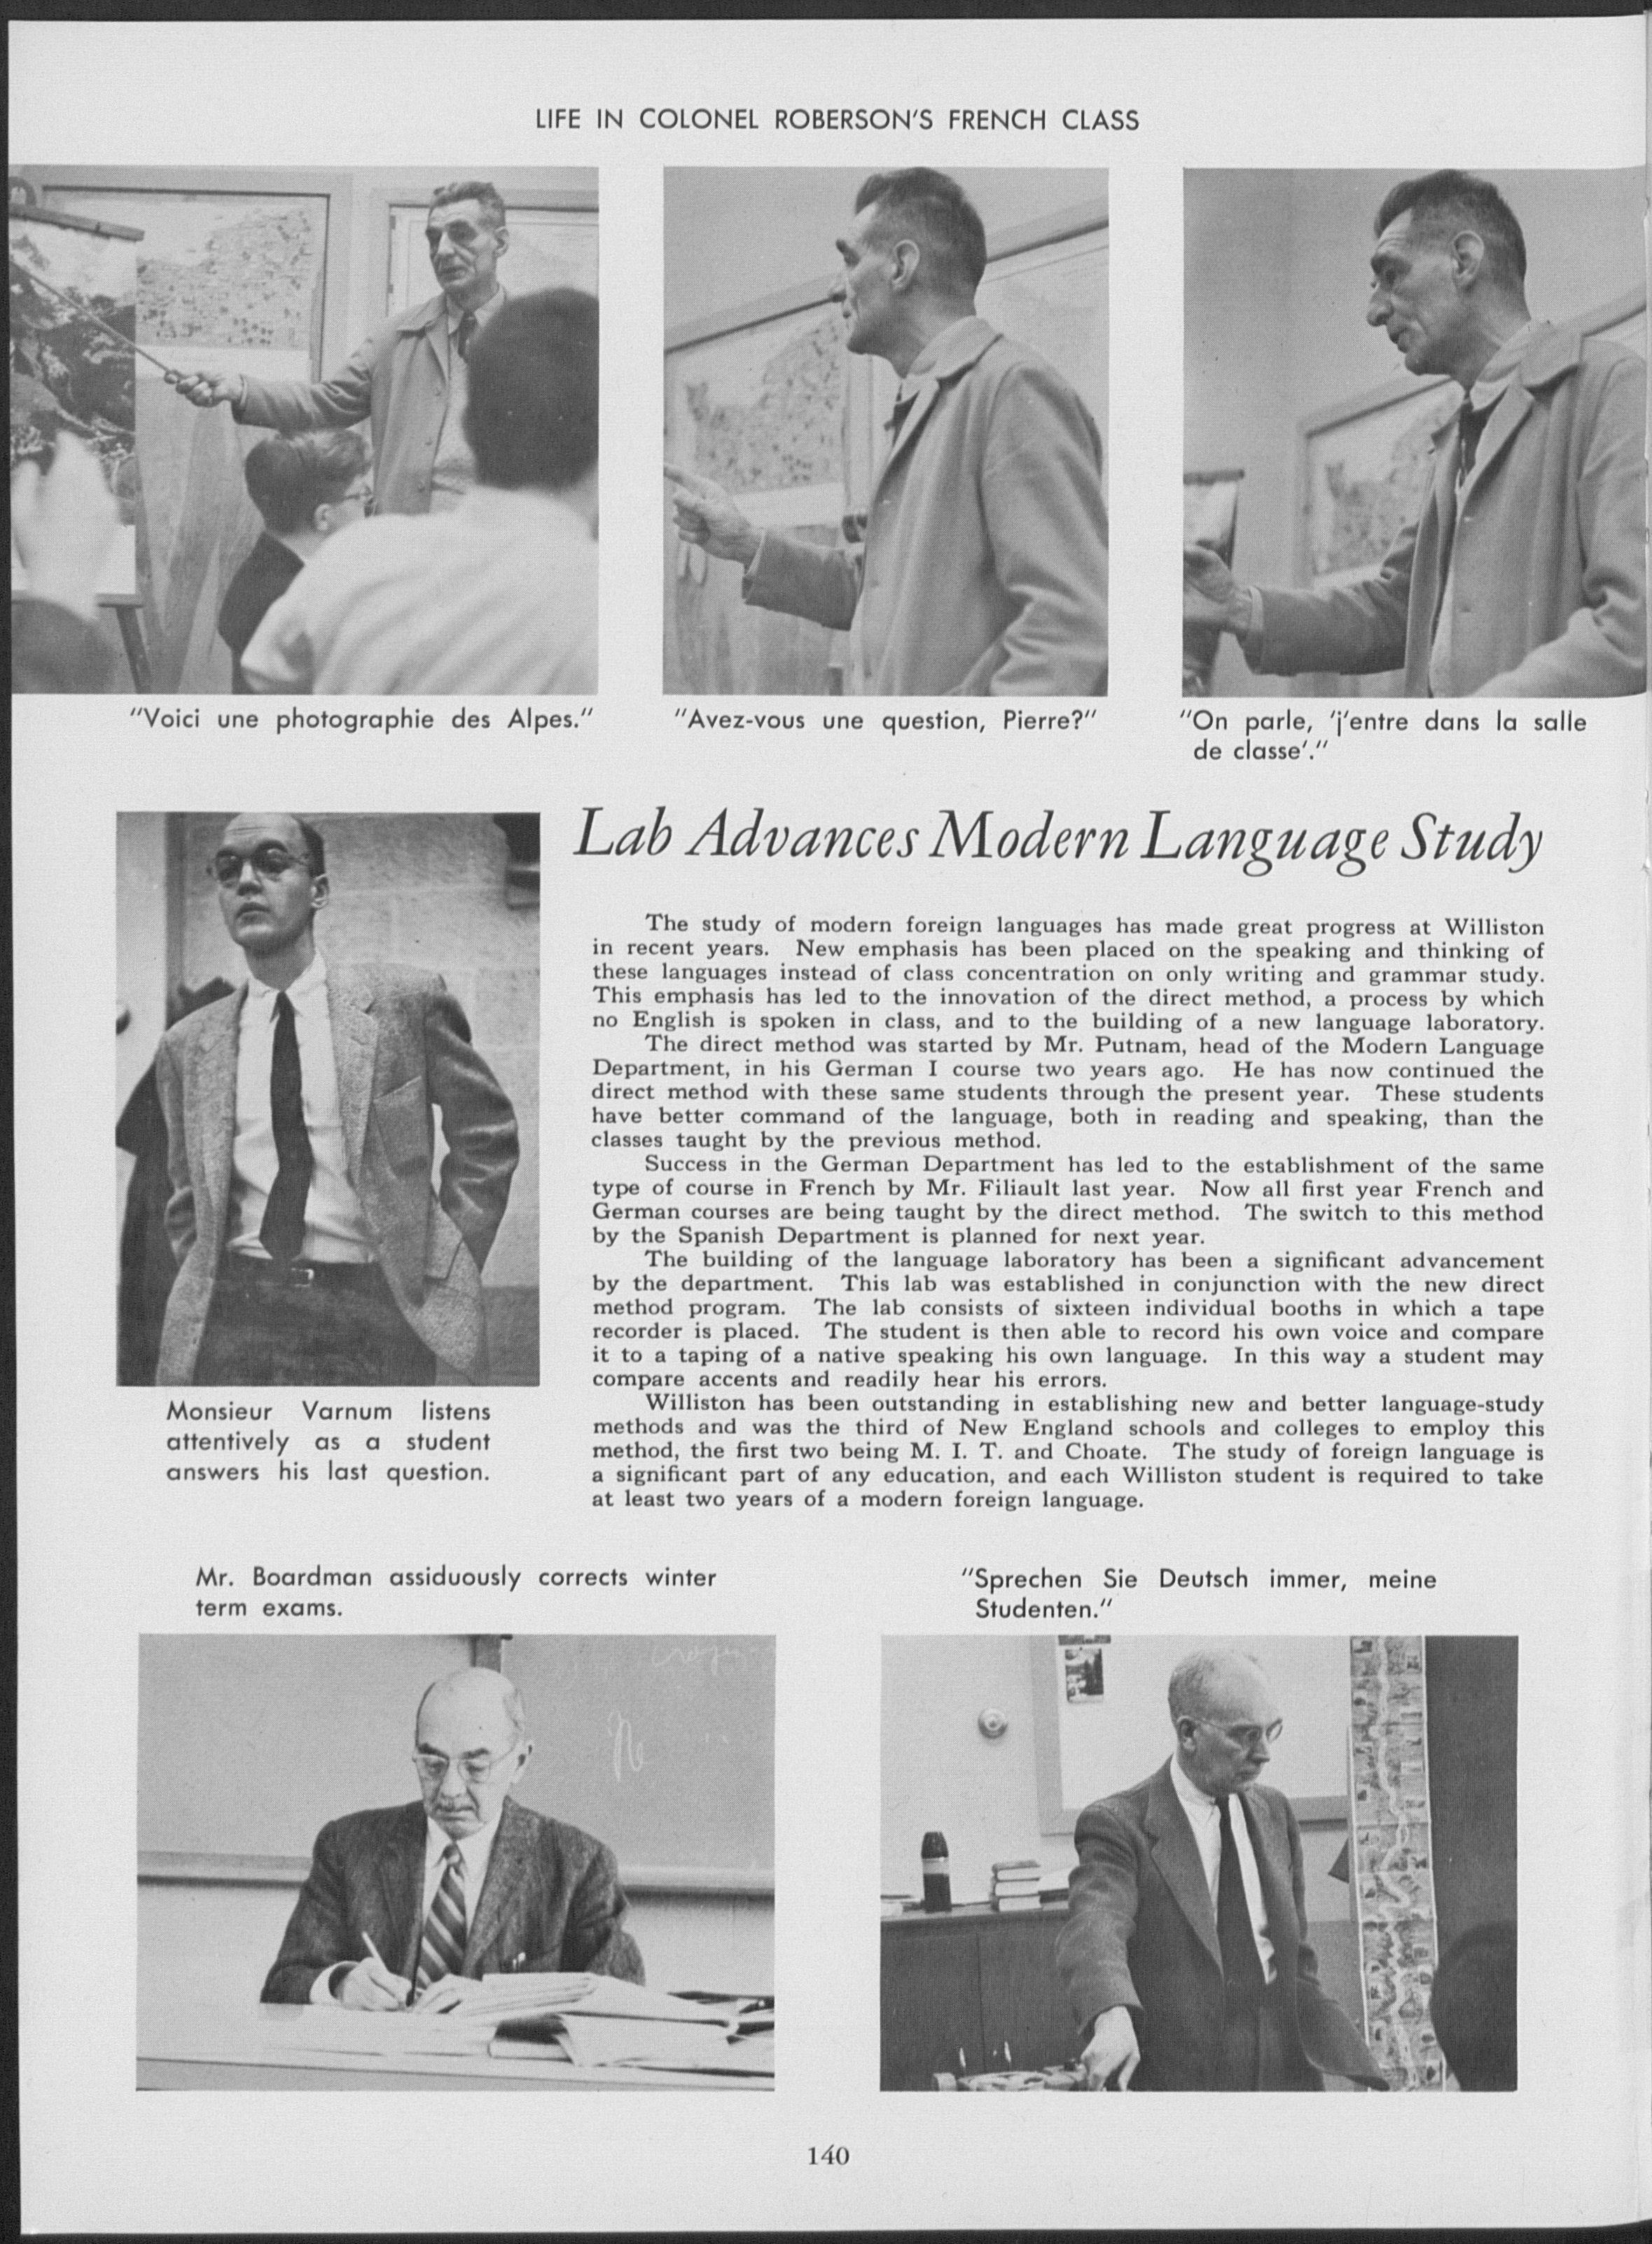 LIFE IN COLONEL ROBERSON'S FRENCH CLASS
"Voici une photographie des Alpes."
"Avez-vous une question, Pierre?"
"On parle, 'j'entre dans la salle
de classe'."
Lab Advances Modern Language Study
The study of modern foreign languages has made great progress at Williston
in recent years. New emphasis has been placed on the speaking and thinking of
these languages instead of class concentration on only writing and grammar study.
This emphasis has led to the innovation of the direct method, a process by which
no English is spoken in class, and to the building of a new language laboratory.
The direct method was started by Mr. Putnam, head of the Modern Language
Department, in his German I course two years ago. He has now continued the
direct method with these same students through the present year. These students
have better command of the language, both in reading and speaking, than the
classes taught by the previous method.
Success in the German Department has led to the establishment of the same
type of course in French by Mr. Filiault last year. Now all first year French and
German courses are being taught by the direct method. The switch to this method
by the Spanish Department is planned for next year.
The building of the language laboratory has been a significant advancement
by the department. This lab was established in conjunction with the new direct
method program. The lab consists of sixteen individual booths in which a tape
recorder is placed. The student is then able to record his own voice and compare
it to a taping of a native speaking his own language. In this way a student may
compare accents and readily hear his errors.
Williston has been outstanding in establishing new and better language-study
methods and was the third of New England schools and colleges to employ this
method, the first two being M. I. T. and Choate. The study of foreign language is
a significant part of any education, and each Williston student is required to take
at least two years of a modern foreign language.
Monsieur Varnum listens
attentively as a student
answers his last question.
Mr. Boardman assiduously corrects winter
term exams.
"Sprechen Sie Deutsch immer, meine
Studenten."
140